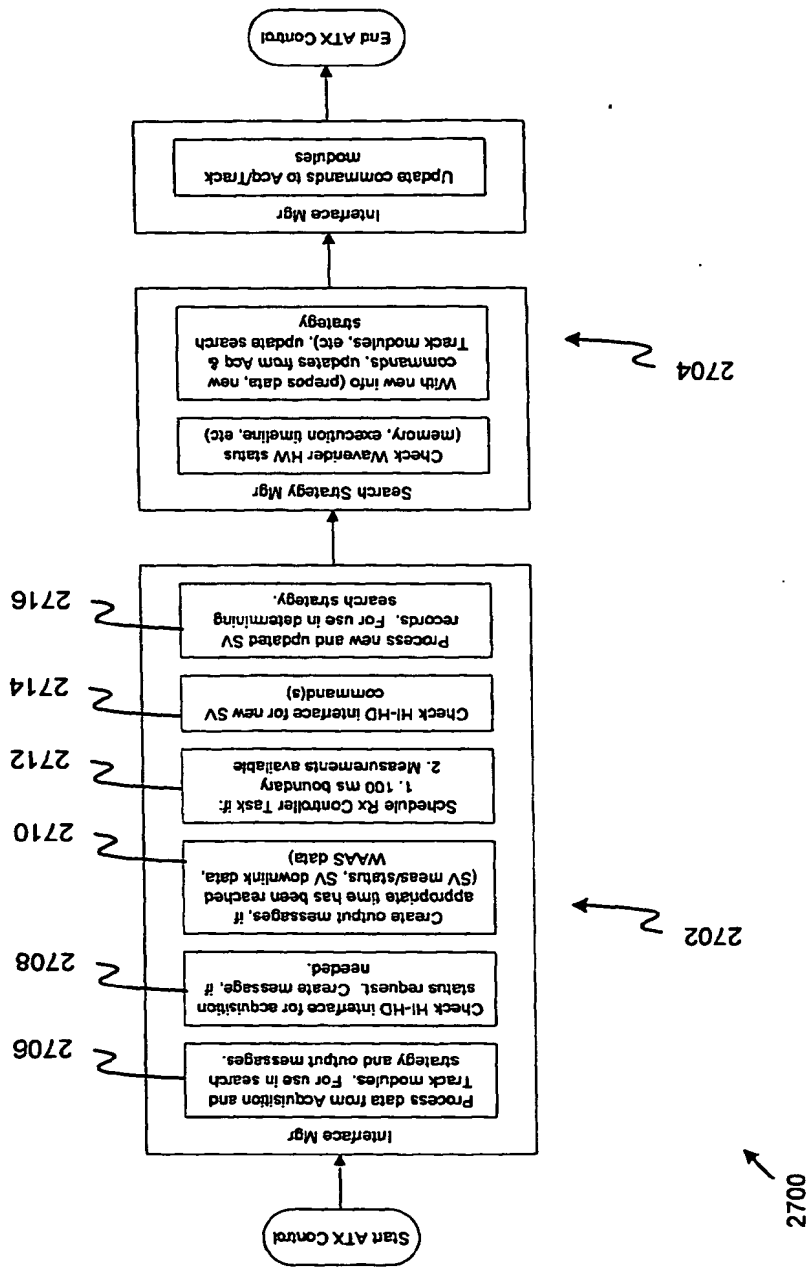 2700
Start ATX Control
Interface Mgr
Process data from Acquisition and
Track modules. For use in search
strategy and output messages.
2706
Check HI-HD interface for acquisition
status request. Create message, if
needed.
2708
Create output messages, if
appropriate time has been reached
(SV meas/status, SV downlink data,
WAAS data)
2710
Schedule Rx Controller Task if:
1. 100 ms boundary
2. Measurements available
2712
Check HI-HD interface for new SV
command(s)
2714
Process new and updated SV
records. For use in determining
search strategy.
2716
2702
Search Strategy Mgr
Check Waverider HW status
(memory, execution timeline, etc)
With new info (prepos data, new
commands, updates from Acq &
Track modules, etc), update search
strategy
2704
Interface Mgr
Update commands to Acq/Track
modules
End ATX Control